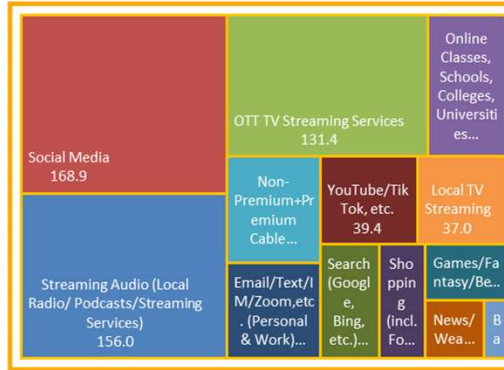 Social Media
168.9
Streaming Audio (Local
Radio/ Podcasts/Streaming
Services)
156.0
OTT TV Streaming Services
131.4
Online
Classes,
Schools,
Colleges,
Universiti
es...
Non-
Premium+Pr
emium
Cable...
YouTube/Tik
Tok, etc.
39.4
Local TV
Streaming
37.0
Email/Text/I
M/Zoom,etc
. (Personal
& Work)...
Search
(Googl
e,
Bing,
etc.)...
Sho
ppin
g
(incl.
Fo...
Games/Fa
ntasy/Be...
News/
Wea...
B
a